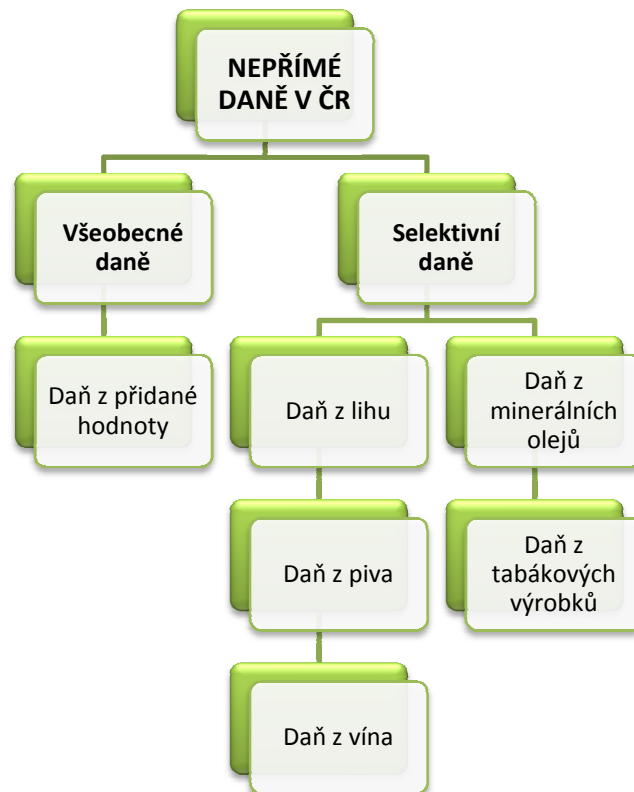 NEPŘÍMÉ
DANĚ V ČR
Všeobecné
daně
Selektivní
daně
Daň z přidané
hodnoty
Daň z lihu
Daň z
minerálních
olejů
Daň z piva
Daň z
tabákových
výrobků
Daň z vína